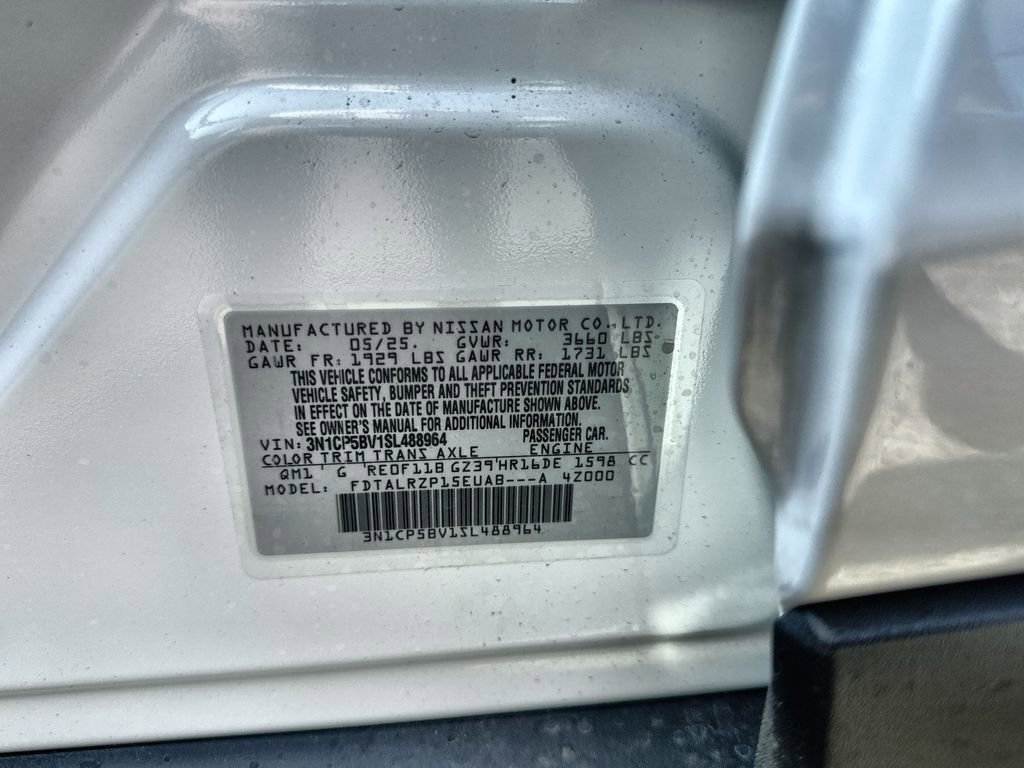 MANUFACTURED BY NISSAN MOTOR CO.,LTD.
DATE: 05/25. GVWR: 3660 LBS
GAWR FR: 1929 LBS GAWR RR: 1731 LBS
THIS VEHICLE CONFORMS TO ALL APPLICABLE FEDERAL MOTOR
VEHICLE SAFETY, BUMPER AND THEFT PREVENTION STANDARDS
IN EFFECT ON THE DATE OF MANUFACTURE SHOWN ABOVE.
SEE OWNER'S MANUAL FOR ADDITIONAL INFORMATION.
VIN: 3N1CP5BV1SL488964 PASSENGER CAR.
COLOR TRIM TRANS AXLE ENGINE
QM1 G RE0F11B GZ39 HR16DE 1598 CC
MODEL: FDTALRZP15EUAB---A 4Z000
3N1CP5BV1SL488964